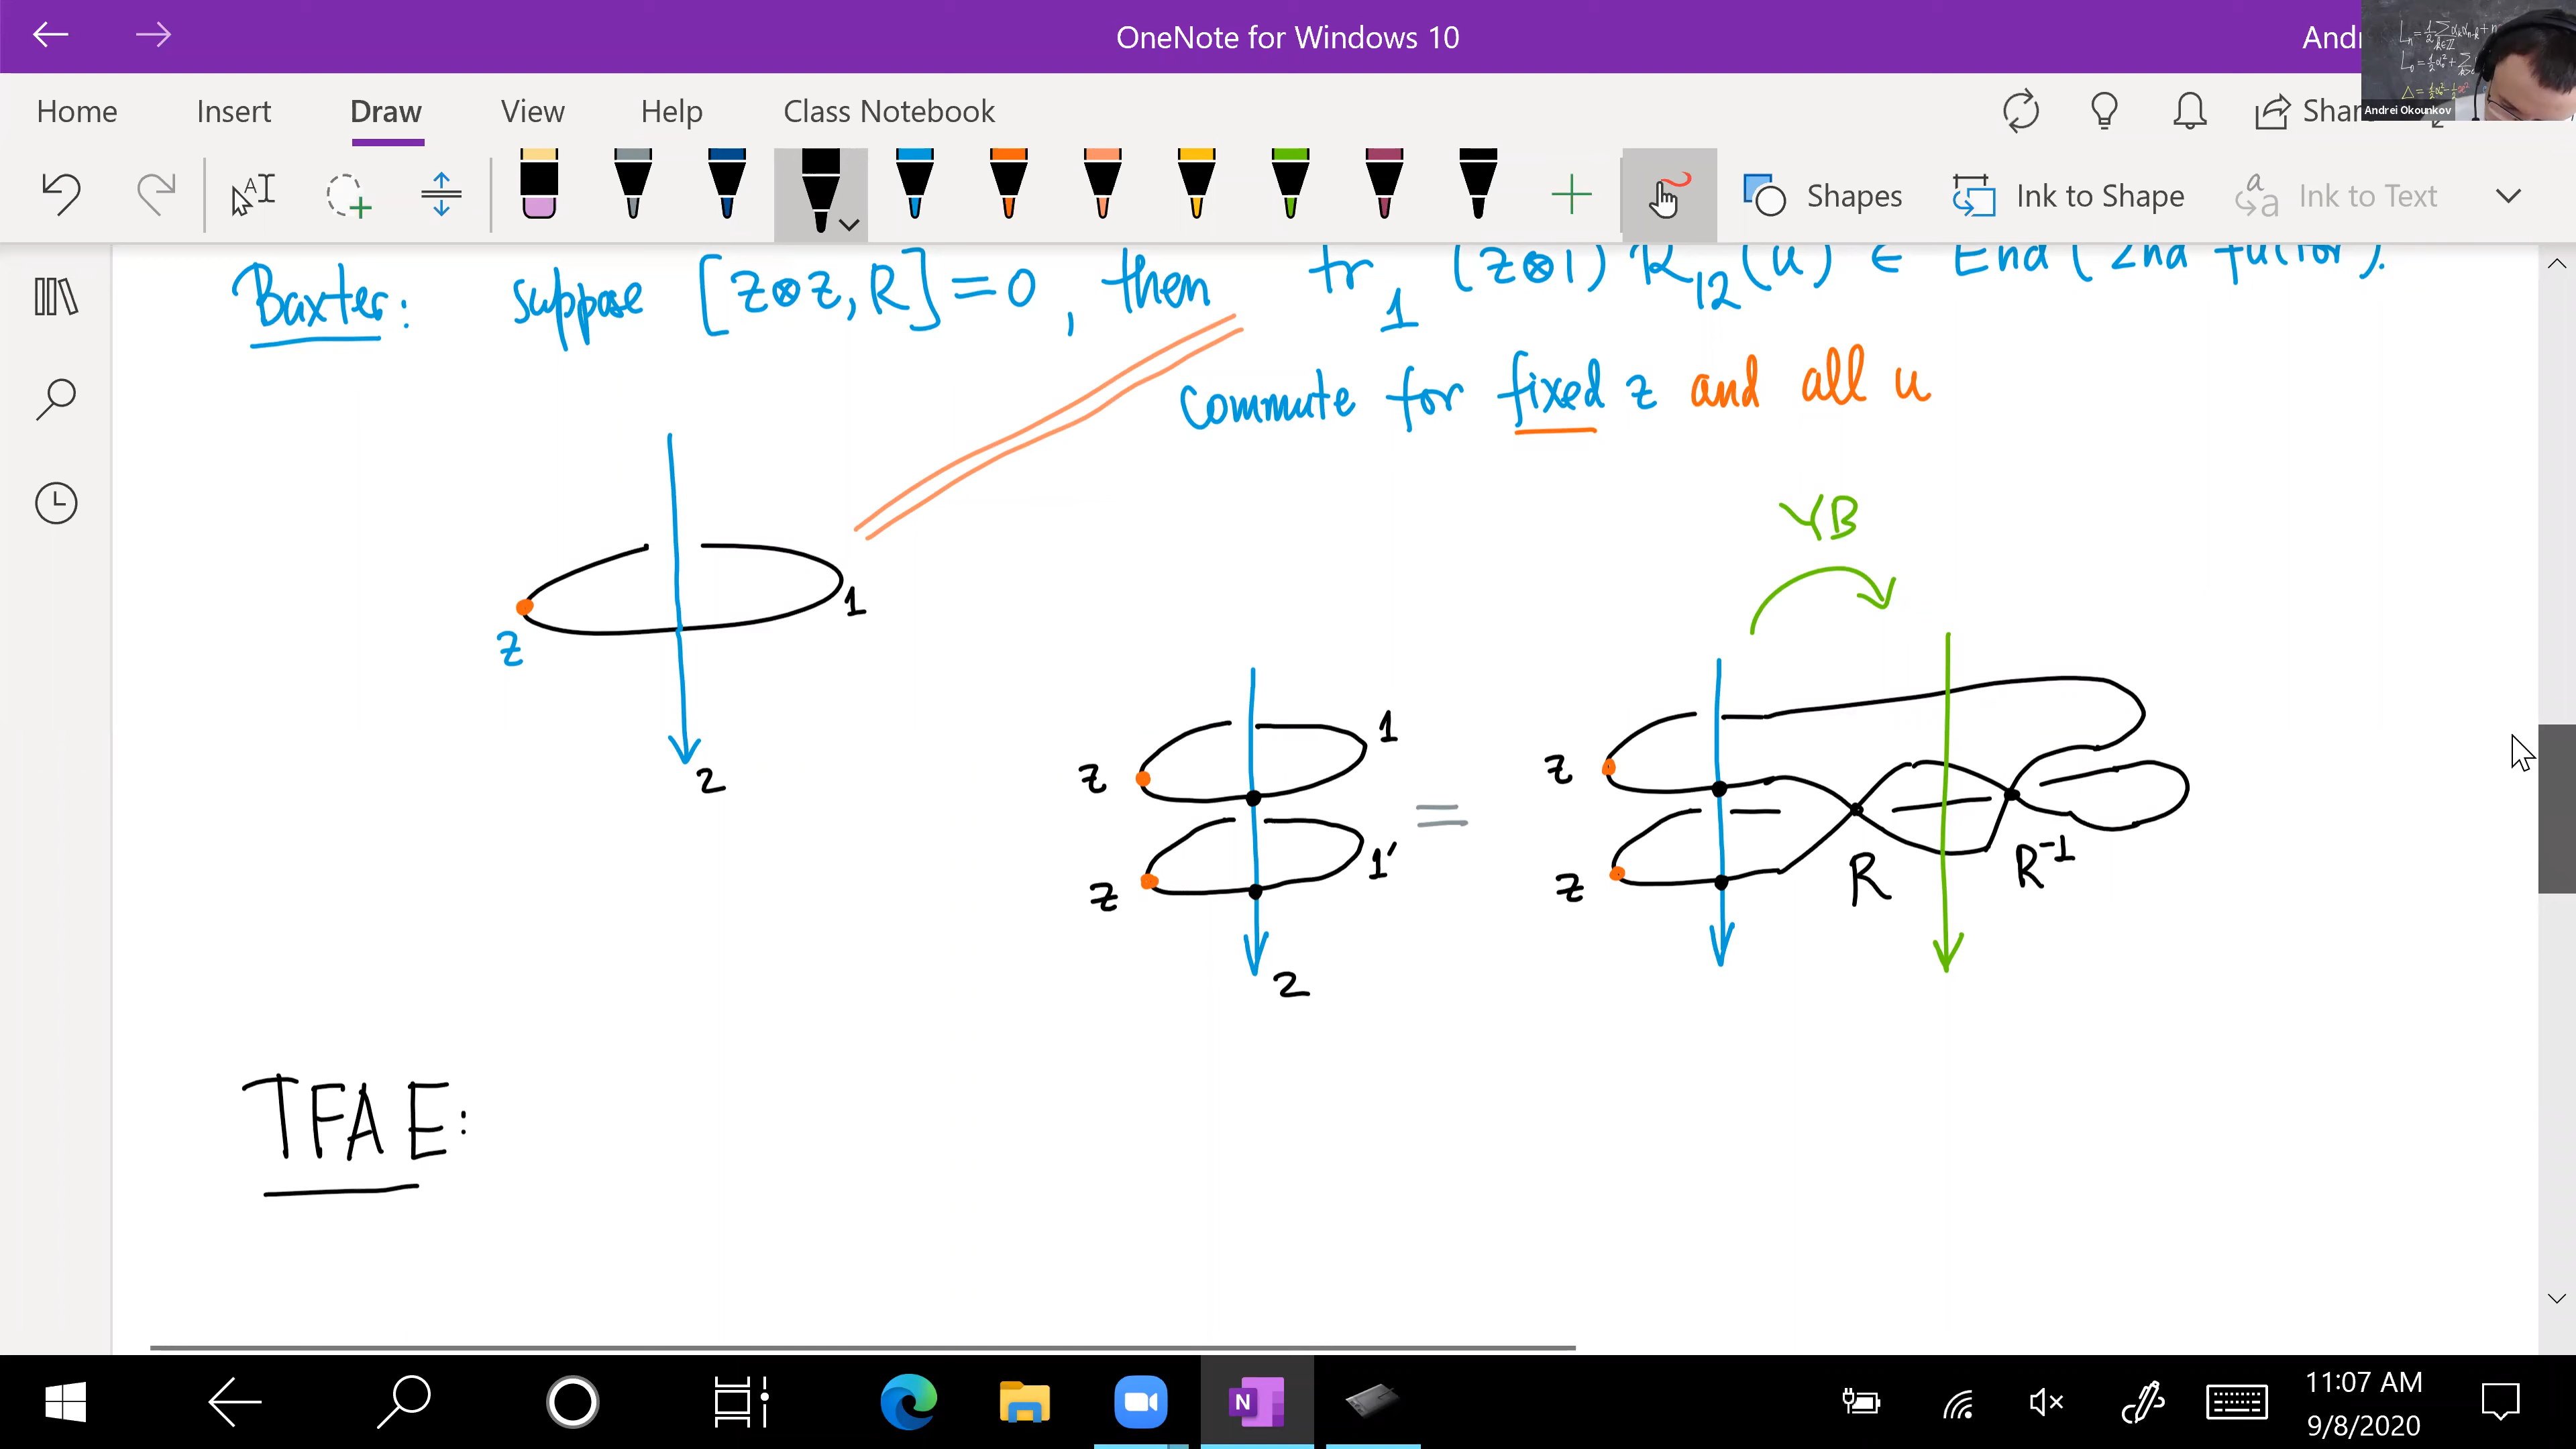 OneNote for Windows 10
Andrei Okounkov
Home Insert Draw View Help Class Notebook
Shapes Ink to Shape Ink to Text
Baxter: suppose [z⊗z, R] = 0, then tr₁ (z⊗1) R₁₂(u) ∈ End(2nd factor).
commute for fixed z and all u
YB
1
z
2
1
z
1'
z
2
=
z
z
R
R⁻¹
TFAE:
11:07 AM
9/8/2020